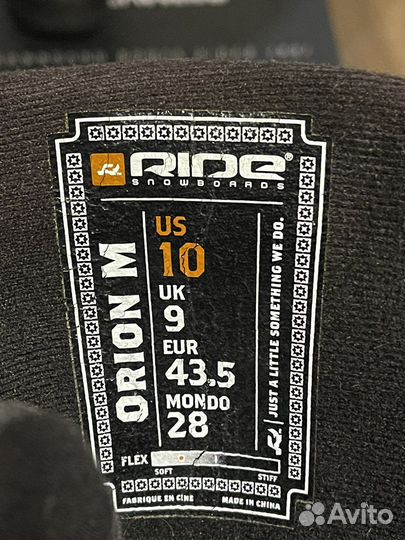 RIDE®
SNOWBOARDS
ORION M
US
10
UK
9
EUR
43.5
MONDO
28
JUST A LITTLE SOMETHING WE DO.
FLEX
SOFT
STIFF
FABRIQUE EN CINE
MADE IN CHINA
Avito